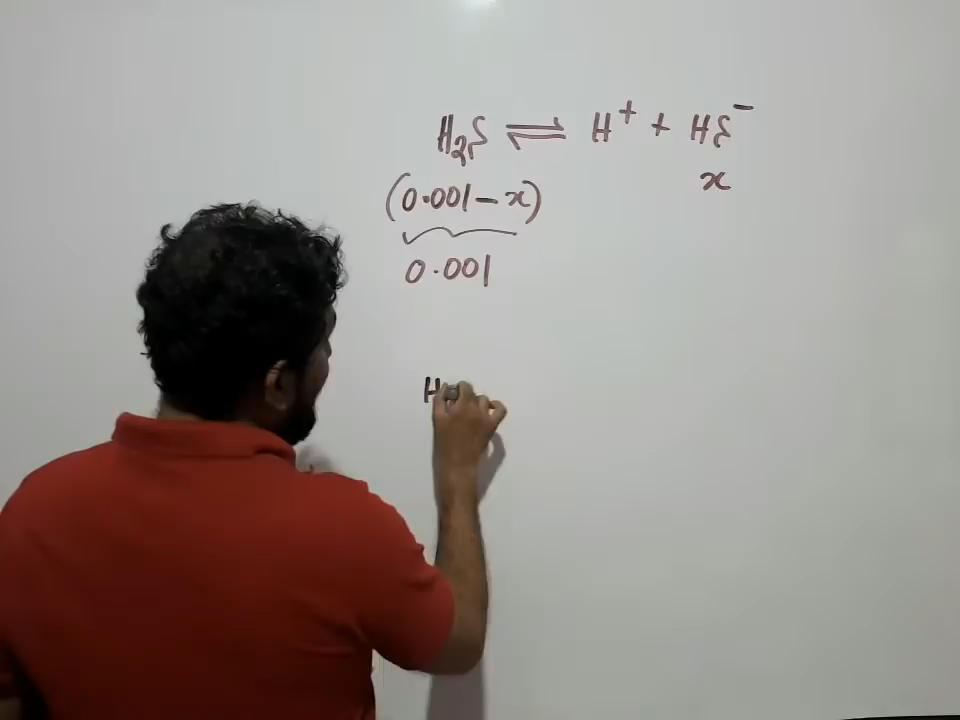 H₂S ⇌ H⁺ + HS⁻
(0.001 – x) x
0.001
H